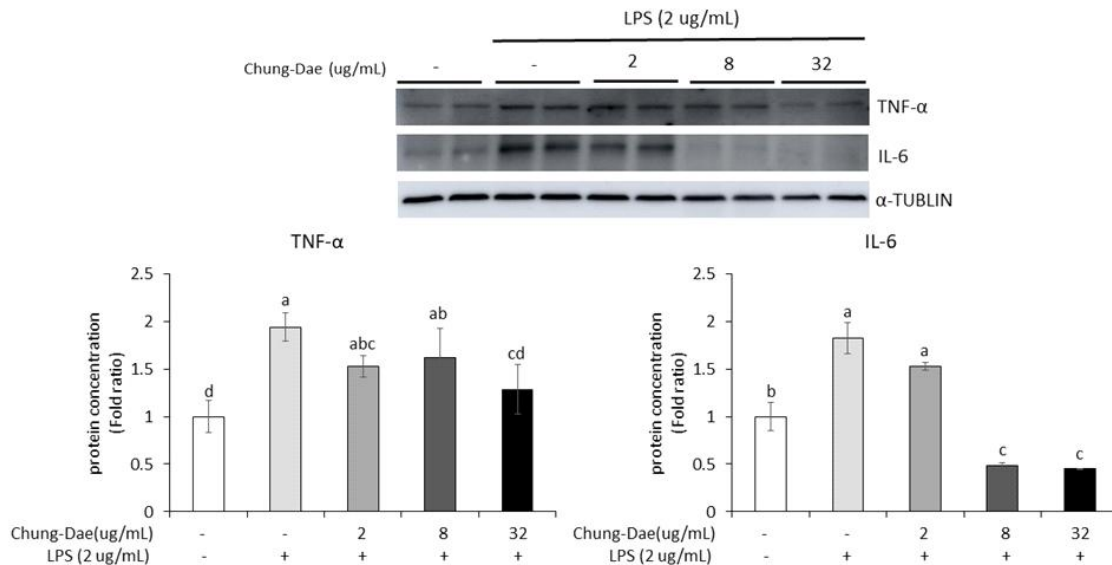 LPS (2 ug/mL)
Chung-Dae (ug/mL) - - 2 8 32
TNF-α
IL-6
α-TUBLIN
TNF-α
2.5
2
1.5
1
0.5
0
protein concentration
(Fold ratio)
d a abc ab cd
Chung-Dae(ug/mL) - - 2 8 32
LPS (2 ug/mL) - + + + +
IL-6
2.5
2
1.5
1
0.5
0
protein concentration
(Fold ratio)
b a a c c
Chung-Dae(ug/mL) - - 2 8 32
LPS (2 ug/mL) - + + + +